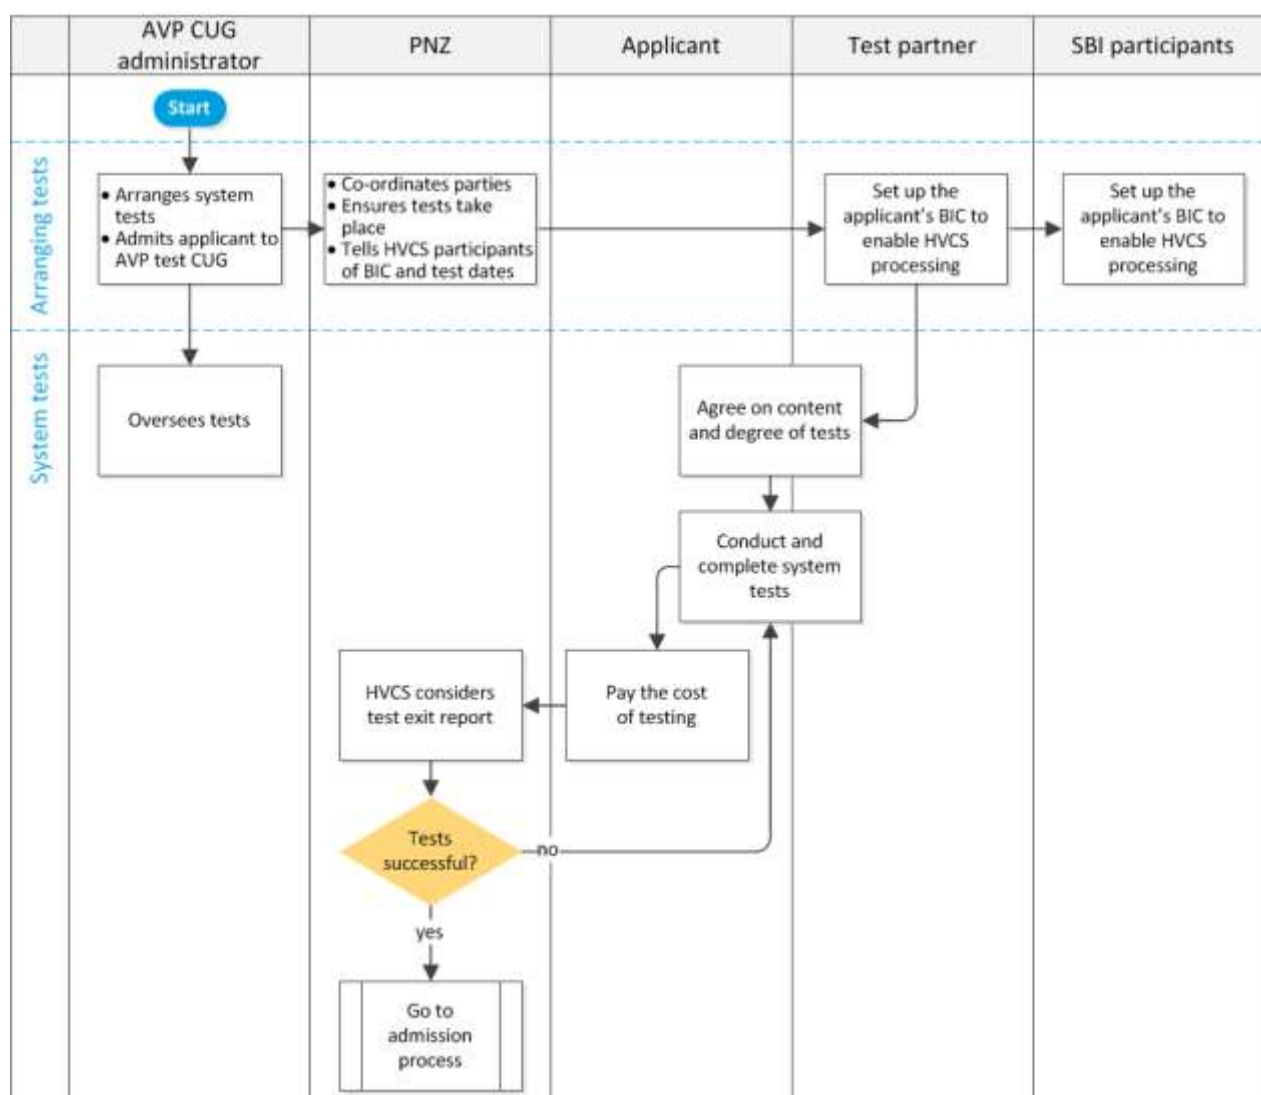 AVP CUG
administrator
PNZ
Applicant
Test partner
SBI participants
Start
Arranging tests
• Arranges system
tests
• Admits applicant to
AVP test CUG
• Co-ordinates parties
• Ensures tests take
place
• Tells HVCS participants
of BIC and test dates
Set up the
applicant's BIC to
enable HVCS
processing
Set up the
applicant's BIC to
enable HVCS
processing
System tests
Oversees tests
Agree on content
and degree of tests
Conduct and
complete system
tests
HVCS considers
test exit report
Pay the cost
of testing
Tests
successful?
no
yes
Go to
admission
process